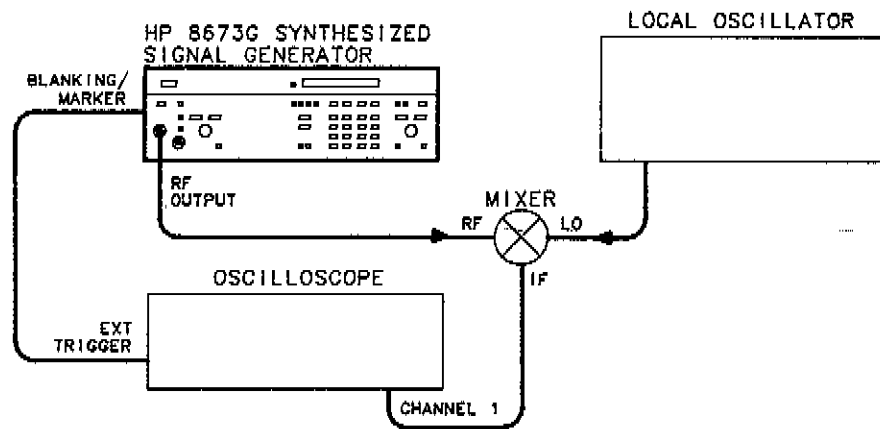 HP 8673G SYNTHESIZED
SIGNAL GENERATOR
LOCAL OSCILLATOR
BLANKING/
MARKER
RF
OUTPUT
MIXER
RF
LO
IF
OSCILLOSCOPE
EXT
TRIGGER
CHANNEL 1